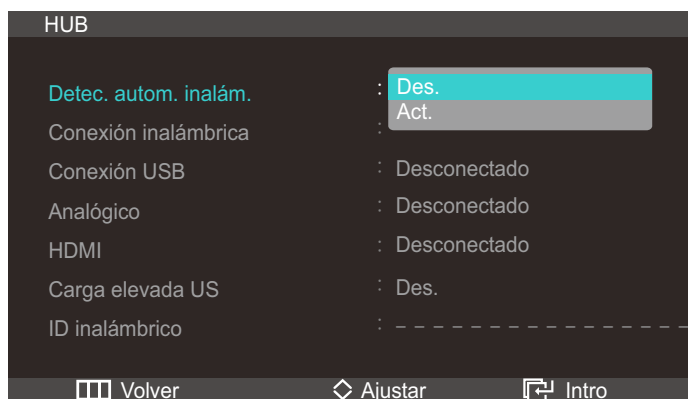 HUB
Detec. autom. inalám. : Des.
Act.
Conexión inalámbrica :
Conexión USB : Desconectado
Analógico : Desconectado
HDMI : Desconectado
Carga elevada US : Des.
ID inalámbrico : – – – – – – – – – – – – – – – –
Volver Ajustar Intro